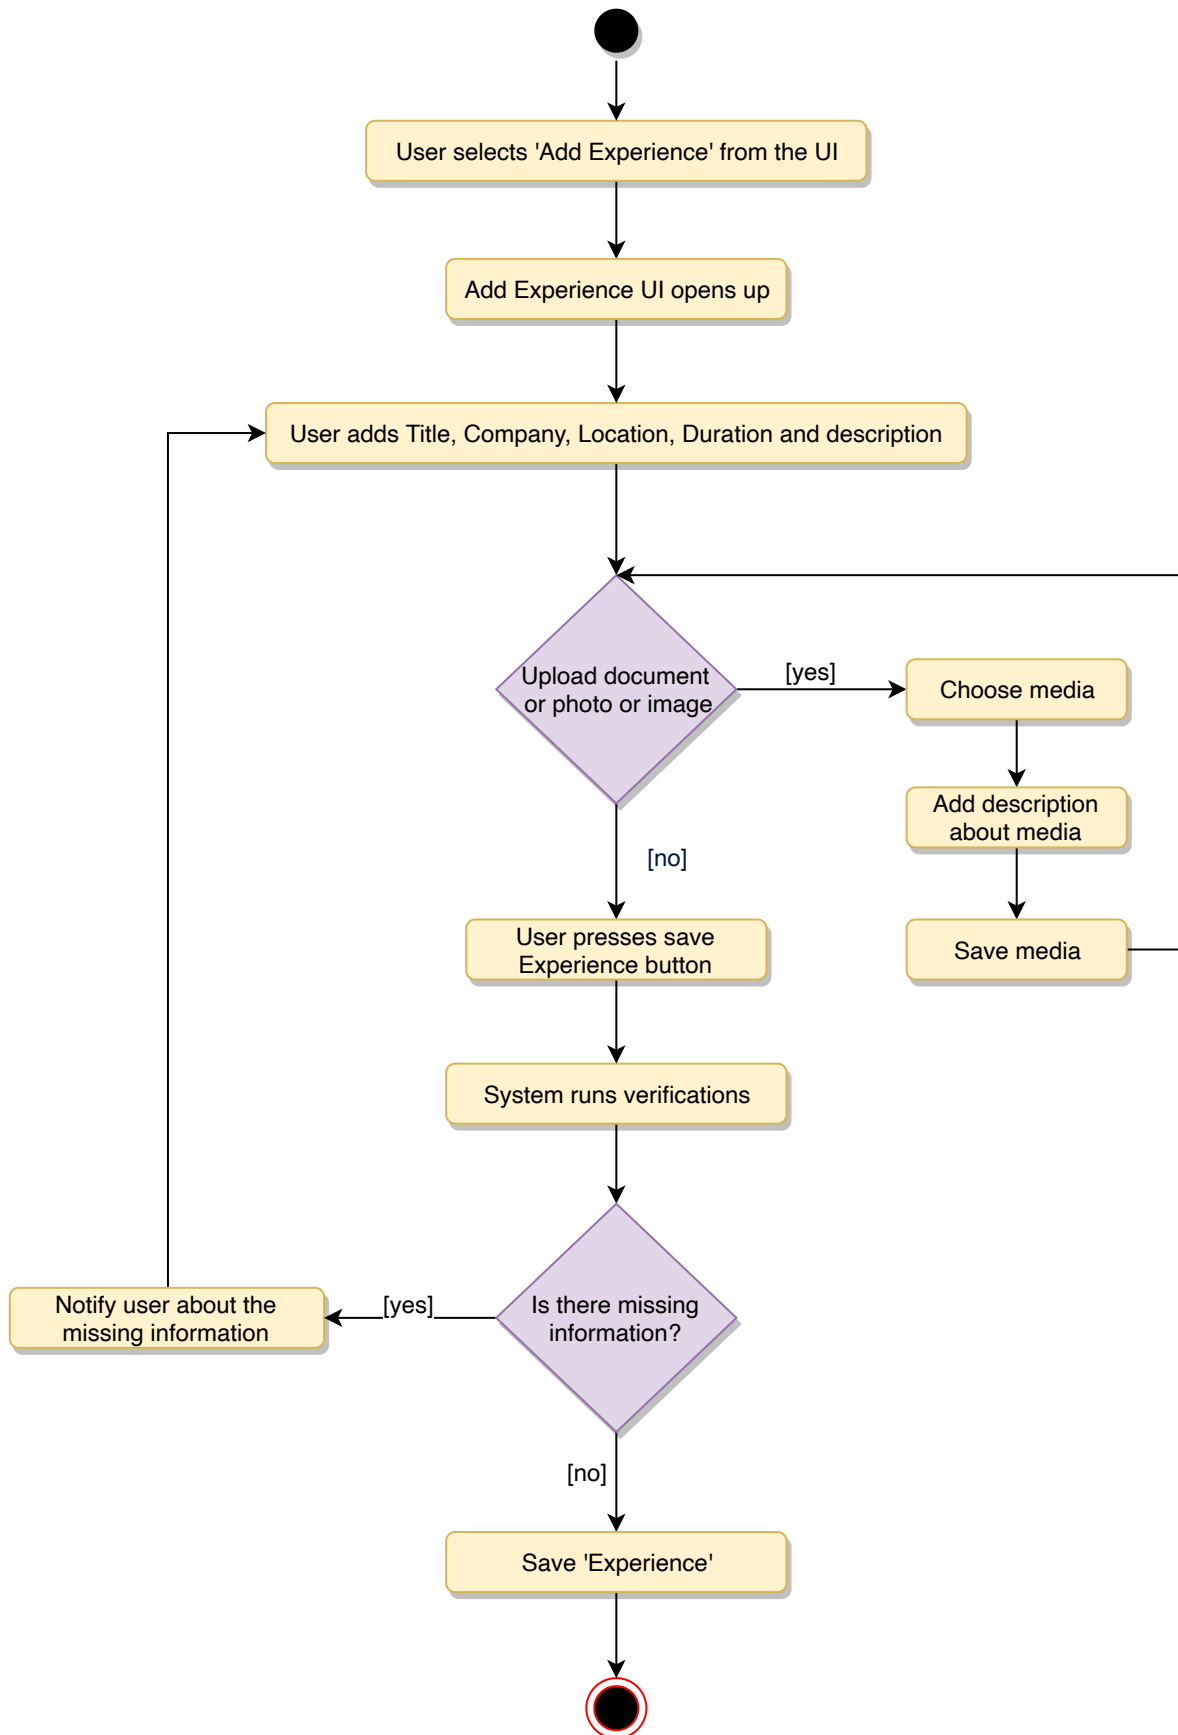 User selects 'Add Experience' from the UI
Add Experience UI opens up
User adds Title, Company, Location, Duration and description
Upload document
or photo or image
[yes]
Choose media
Add description
about media
[no]
User presses save
Experience button
Save media
System runs verifications
Is there missing
information?
[yes]
Notify user about the
missing information
[no]
Save 'Experience'